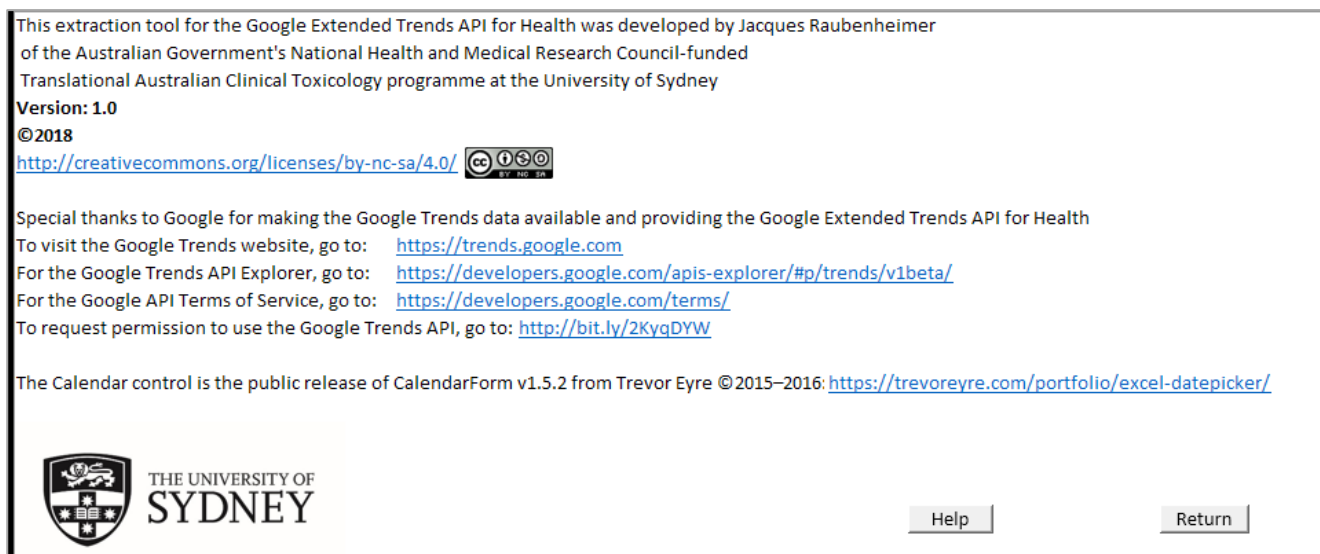 This extraction tool for the Google Extended Trends API for Health was developed by Jacques Raubenheimer
of the Australian Government's National Health and Medical Research Council-funded
Translational Australian Clinical Toxicology programme at the University of Sydney
Version: 1.0
©2018
http://creativecommons.org/licenses/by-nc-sa/4.0/ cc BY NC SA
Special thanks to Google for making the Google Trends data available and providing the Google Extended Trends API for Health
To visit the Google Trends website, go to: https://trends.google.com
For the Google Trends API Explorer, go to: https://developers.google.com/apis-explorer/#p/trends/v1beta/
For the Google API Terms of Service, go to: https://developers.google.com/terms/
To request permission to use the Google Trends API, go to: http://bit.ly/2KyqDYW
The Calendar control is the public release of CalendarForm v1.5.2 from Trevor Eyre ©2015–2016: https://trevoreyre.com/portfolio/excel-datepicker/
THE UNIVERSITY OF
SYDNEY
Help Return